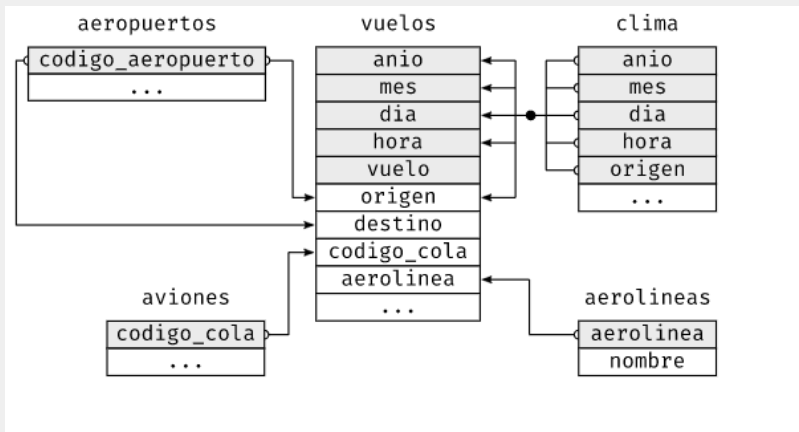 aeropuertos
codigo_aeropuerto
...
vuelos
anio
mes
dia
hora
vuelo
origen
destino
codigo_cola
aerolinea
...
clima
anio
mes
dia
hora
origen
...
aviones
codigo_cola
...
aerolineas
aerolinea
nombre